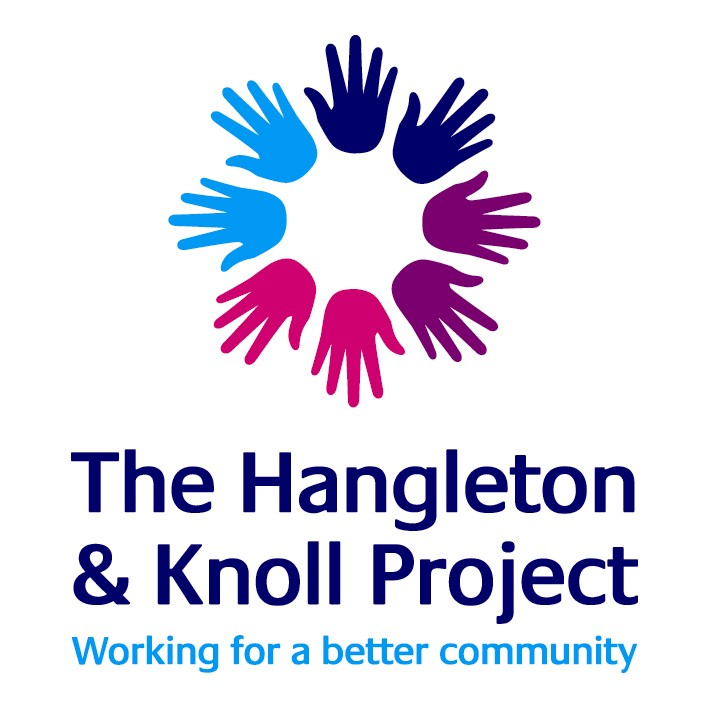 The Hangleton
& Knoll Project
Working for a better community